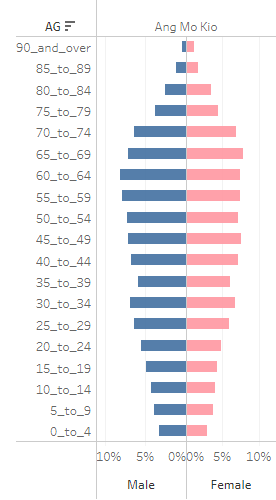 AG Ang Mo Kio
90_and_over
85_to_89
80_to_84
75_to_79
70_to_74
65_to_69
60_to_64
55_to_59
50_to_54
45_to_49
40_to_44
35_to_39
30_to_34
25_to_29
20_to_24
15_to_19
10_to_14
5_to_9
0_to_4
10% 5% 0% 0% 5% 10%
Male Female